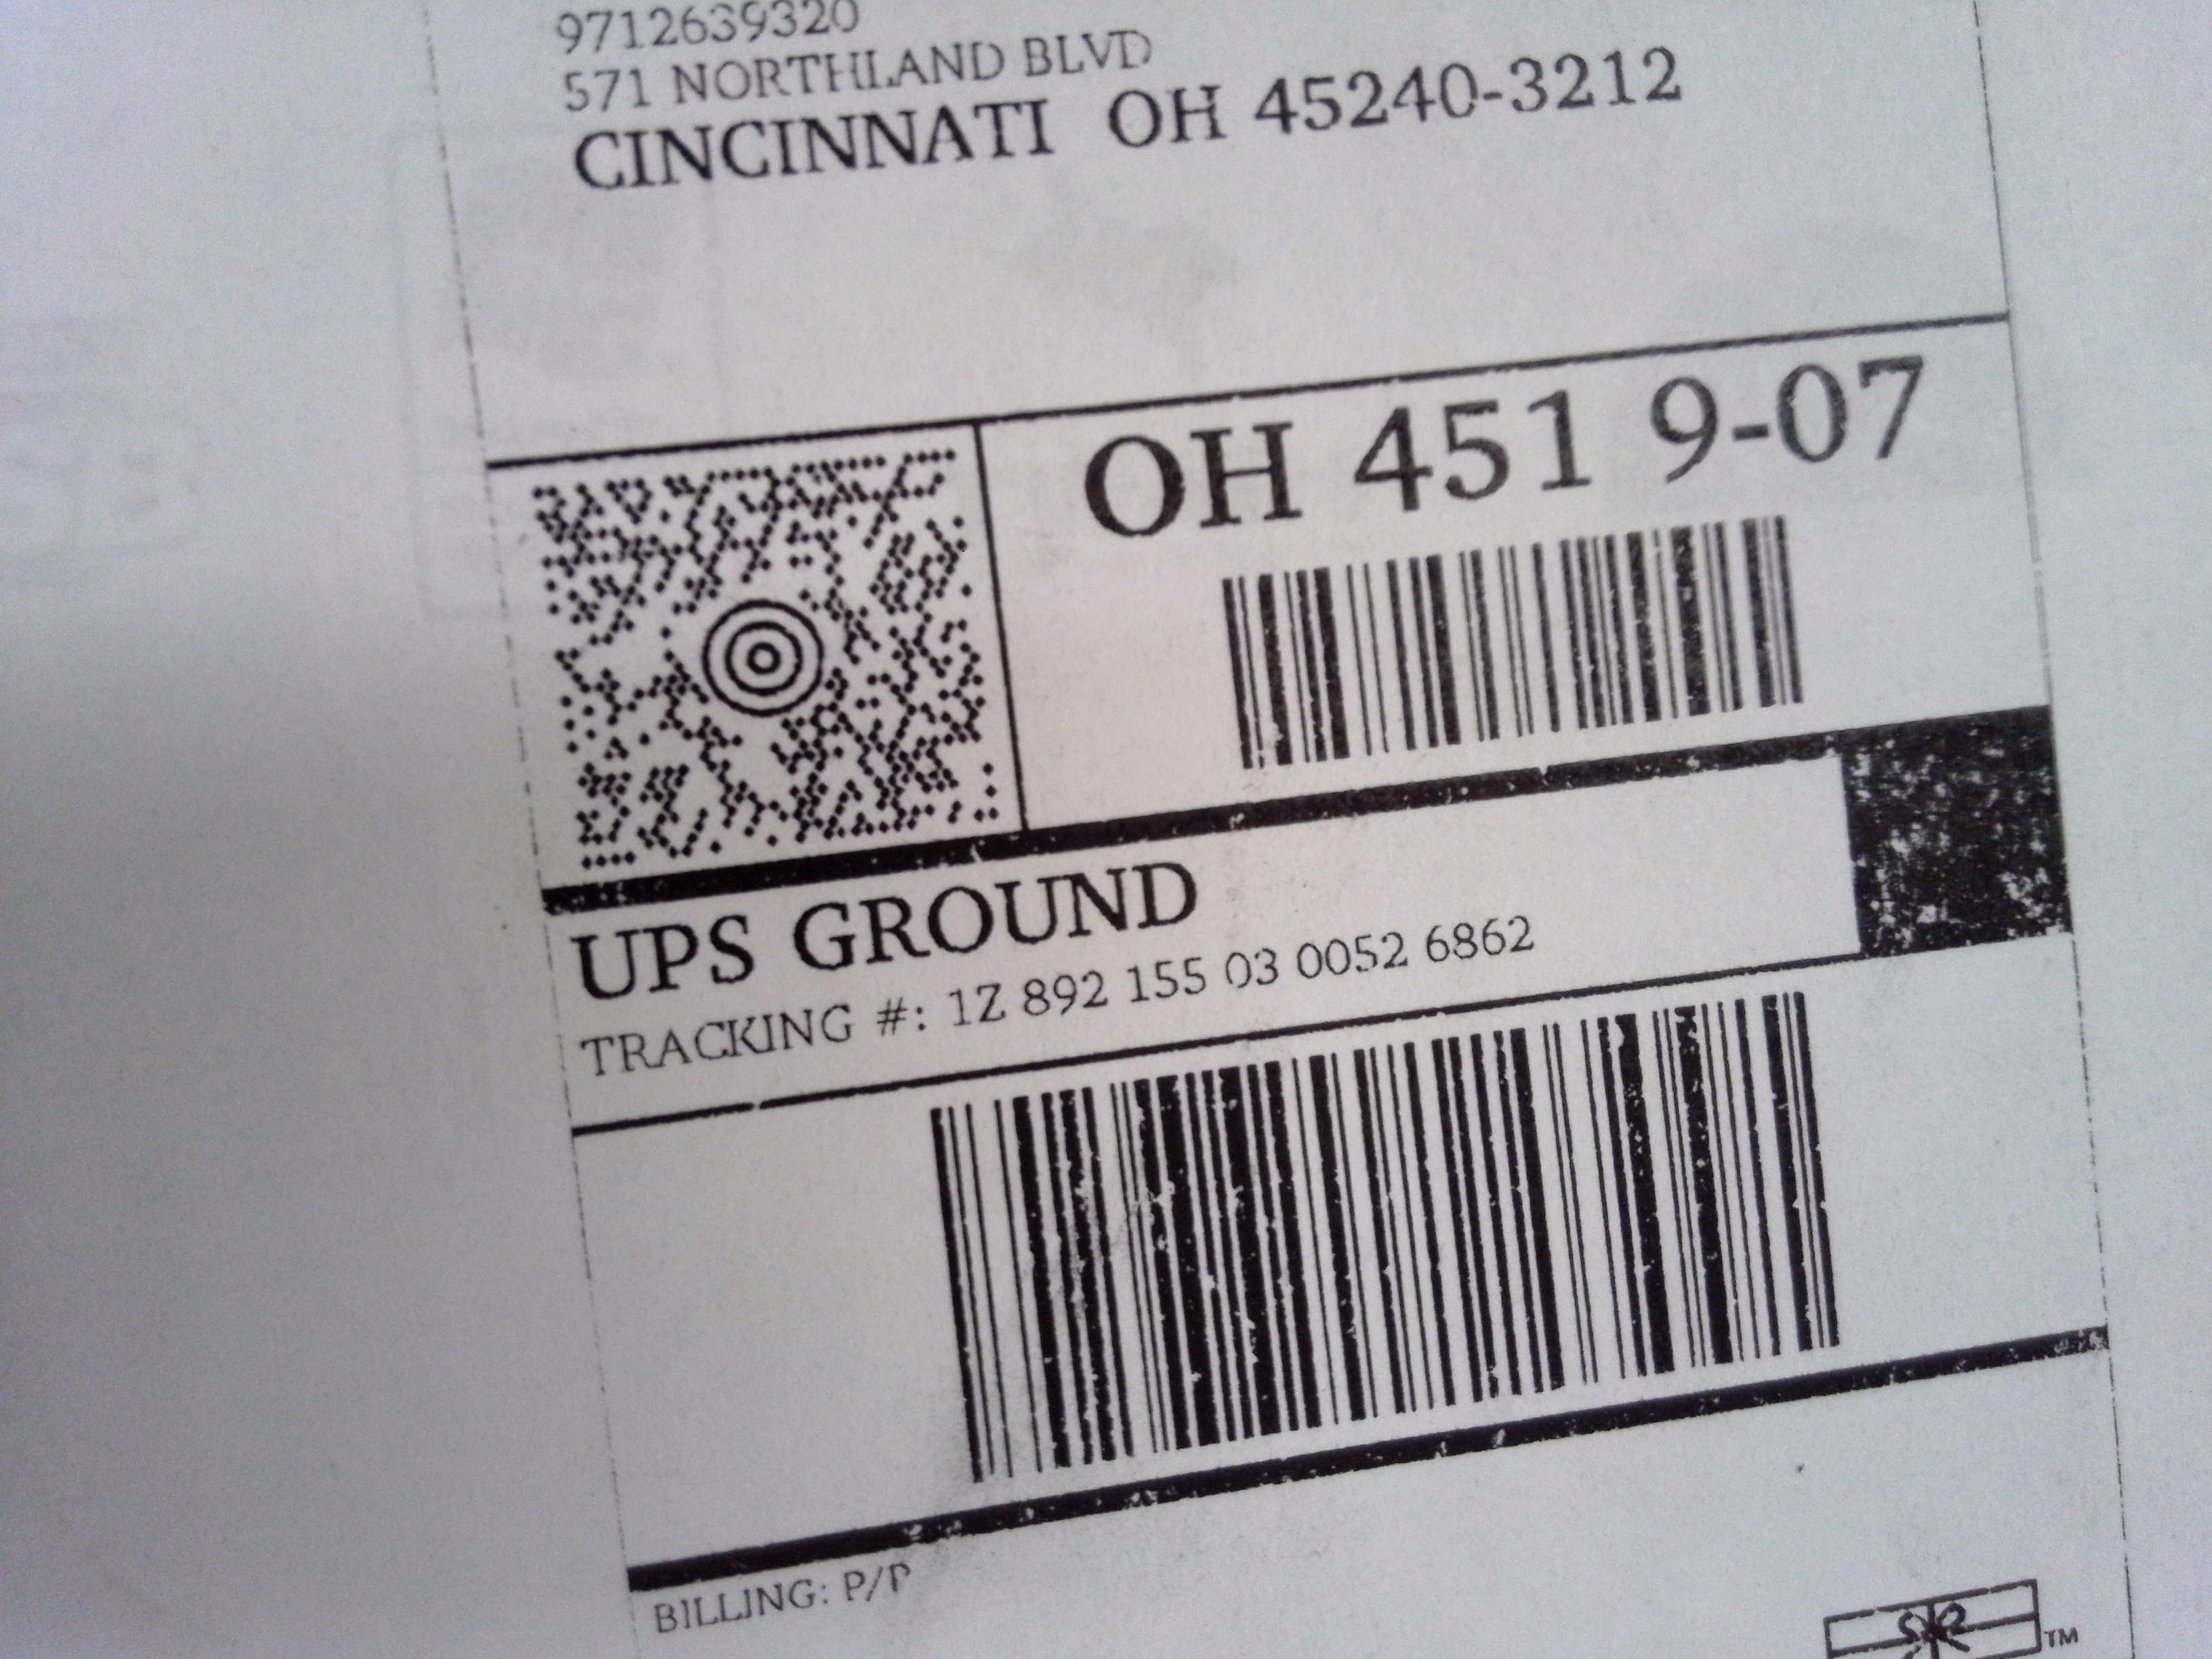 9712639320
571 NORTHLAND BLVD
CINCINNATI OH 45240-3212
OH 451 9-07
UPS GROUND
TRACKING #: 1Z 892 155 03 0052 6862
BILLING: P/P
TM